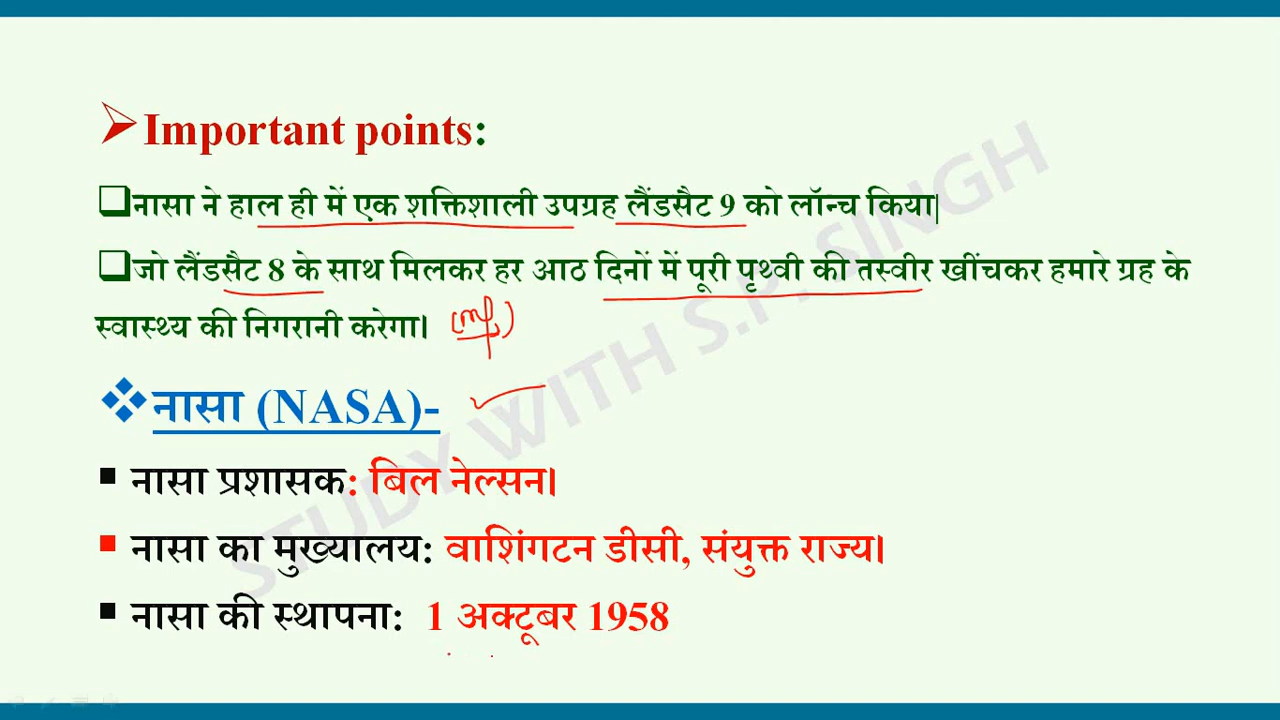 Important points:
नासा ने हाल ही में एक शक्तिशाली उपग्रह लैंडसैट 9 को लॉन्च किया|
जो लैंडसैट 8 के साथ मिलकर हर आठ दिनों में पूरी पृथ्वी की तस्वीर खींचकर हमारे ग्रह के
स्वास्थ्य की निगरानी करेगा।
नासा (NASA)-
नासा प्रशासक: बिल नेल्सन।
नासा का मुख्यालय: वाशिंगटन डीसी, संयुक्त राज्य।
नासा की स्थापना: 1 अक्टूबर 1958
STUDY WITH S.P. SINGH